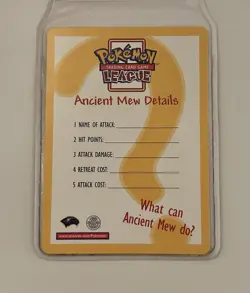 POKéMON
TRADING CARD GAME
LEAGUE
Ancient Mew Details
1 NAME OF ATTACK:
2 HIT POINTS:
3 ATTACK DAMAGE:
4 RETREAT COST:
5 ATTACK COST:
What can
Ancient Mew do?